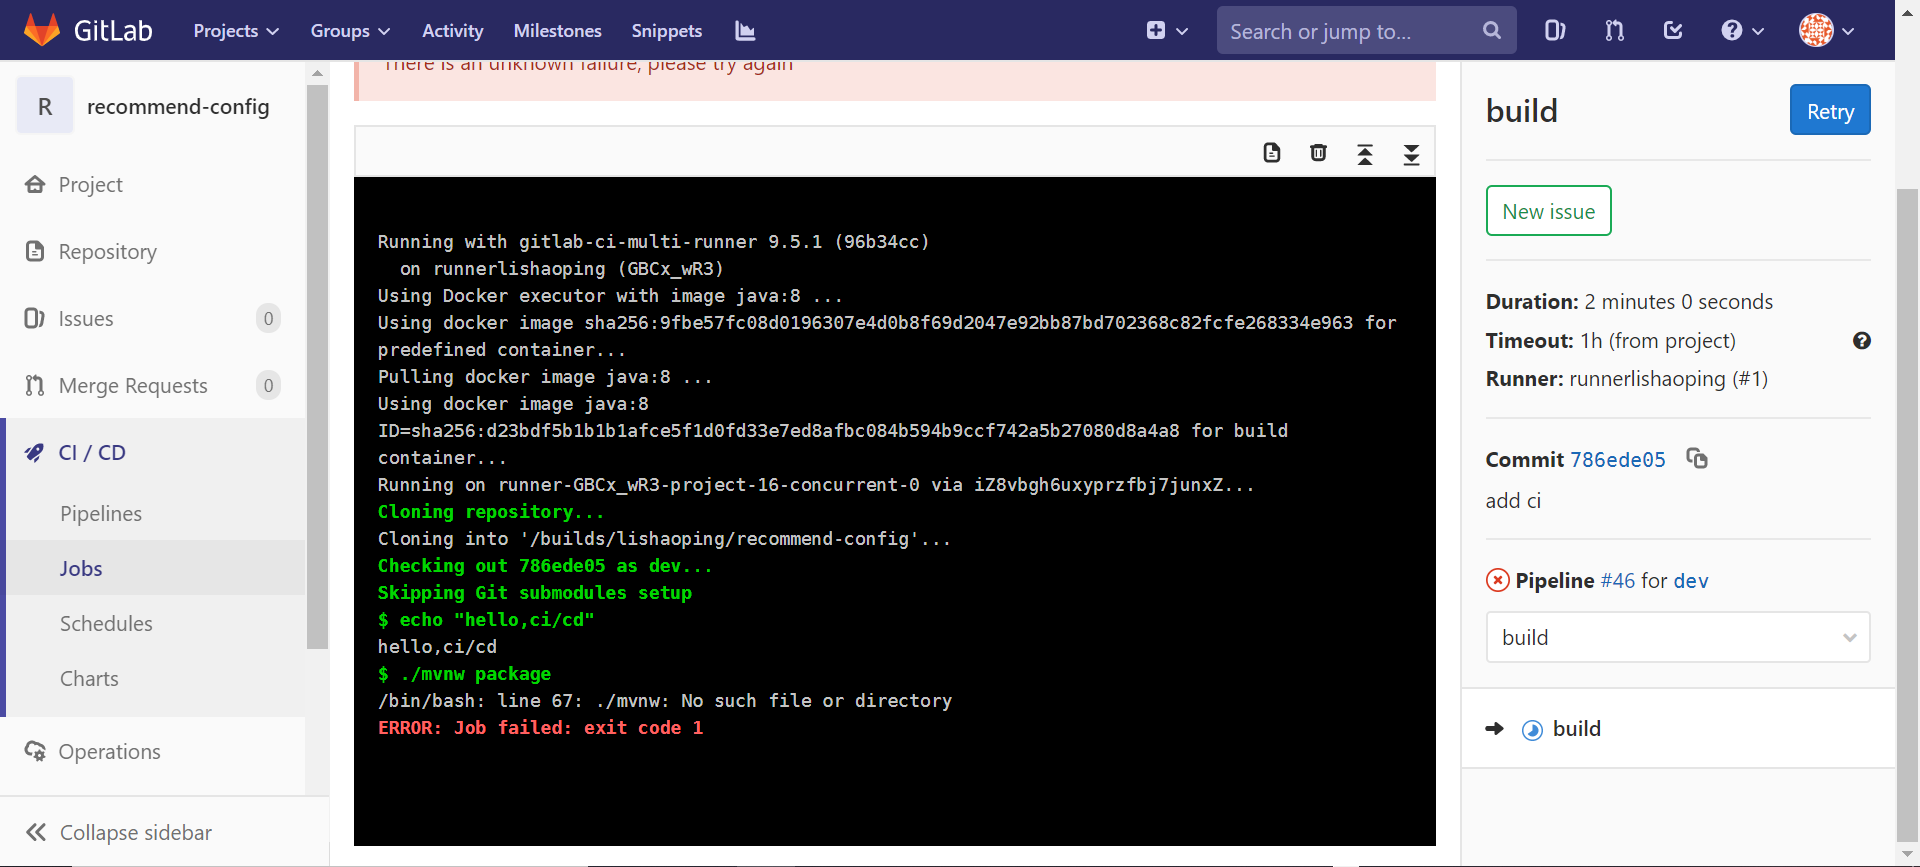 GitLab Projects Groups Activity Milestones Snippets Search or jump to...
R recommend-config
Project
Repository
Issues 0
Merge Requests 0
CI / CD
Pipelines
Jobs
Schedules
Charts
Operations
Collapse sidebar
There is an unknown failure, please try again
Running with gitlab-ci-multi-runner 9.5.1 (96b34cc)
on runnerlishaoping (GBCx_wR3)
Using Docker executor with image java:8 ...
Using docker image sha256:9fbe57fc08d0196307e4d0b8f69d2047e92bb87bd702368c82fcfe268334e963 for
predefined container...
Pulling docker image java:8 ...
Using docker image java:8
ID=sha256:d23bdf5b1b1b1afce5f1d0fd33e7ed8afbc084b594b9ccf742a5b27080d8a4a8 for build
container...
Running on runner-GBCx_wR3-project-16-concurrent-0 via iZ8vbgh6uxyprzfbj7junxZ...
Cloning repository...
Cloning into '/builds/lishaoping/recommend-config'...
Checking out 786ede05 as dev...
Skipping Git submodules setup
$ echo "hello,ci/cd"
hello,ci/cd
$ ./mvnw package
/bin/bash: line 67: ./mvnw: No such file or directory
ERROR: Job failed: exit code 1
build Retry
New issue
Duration: 2 minutes 0 seconds
Timeout: 1h (from project)
Runner: runnerlishaoping (#1)
Commit 786ede05
add ci
Pipeline #46 for dev
build
build